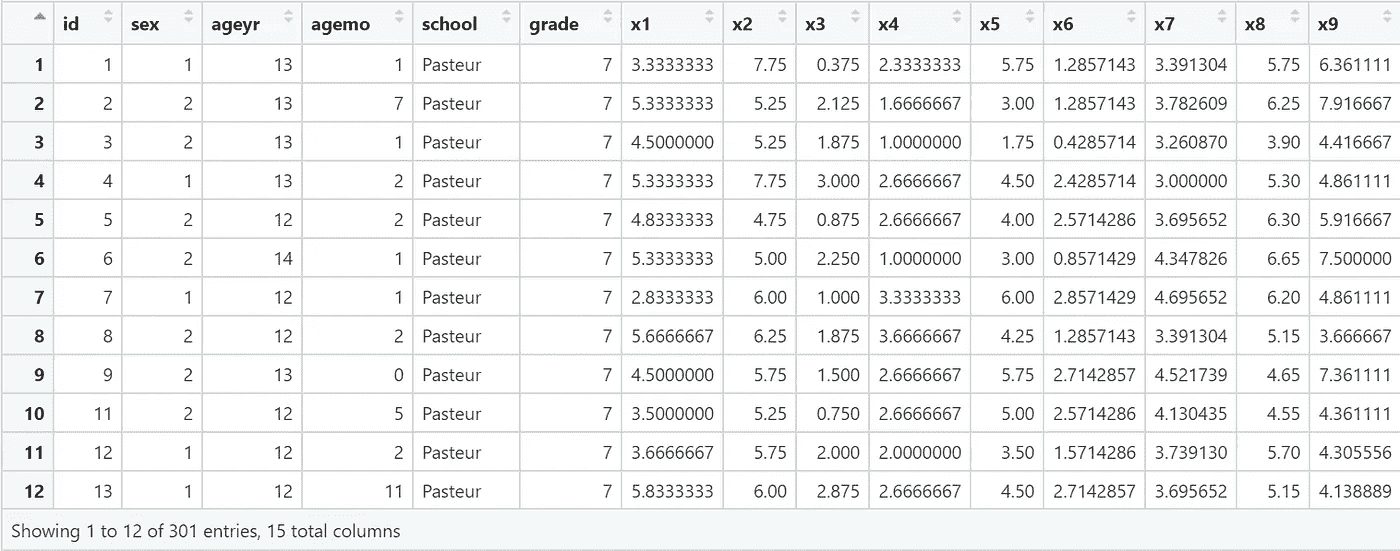 id sex ageyr agemo school grade x1 x2 x3 x4 x5 x6 x7 x8 x9
1 1 1 13 1 Pasteur 7 3.3333333 7.75 0.375 2.3333333 5.75 1.2857143 3.391304 5.75 6.361111
2 2 2 13 7 Pasteur 7 5.3333333 5.25 2.125 1.6666667 3.00 1.2857143 3.782609 6.25 7.916667
3 3 2 13 1 Pasteur 7 4.5000000 5.25 1.875 1.0000000 1.75 0.4285714 3.260870 3.90 4.416667
4 4 1 13 2 Pasteur 7 5.3333333 7.75 3.000 2.6666667 4.50 2.4285714 3.000000 5.30 4.861111
5 5 2 12 2 Pasteur 7 4.8333333 4.75 0.875 2.6666667 4.00 2.5714286 3.695652 6.30 5.916667
6 6 2 14 1 Pasteur 7 5.3333333 5.00 2.250 1.0000000 3.00 0.8571429 4.347826 6.65 7.500000
7 7 1 12 1 Pasteur 7 2.8333333 6.00 1.000 3.3333333 6.00 2.8571429 4.695652 6.20 4.861111
8 8 2 12 2 Pasteur 7 5.6666667 6.25 1.875 3.6666667 4.25 1.2857143 3.391304 5.15 3.666667
9 9 2 13 0 Pasteur 7 4.5000000 5.75 1.500 2.6666667 5.75 2.7142857 4.521739 4.65 7.361111
10 11 2 12 5 Pasteur 7 3.5000000 5.25 0.750 2.6666667 5.00 2.5714286 4.130435 4.55 4.361111
11 12 1 12 2 Pasteur 7 3.6666667 5.75 2.000 2.0000000 3.50 1.5714286 3.739130 5.70 4.305556
12 13 1 12 11 Pasteur 7 5.8333333 6.00 2.875 2.6666667 4.50 2.7142857 3.695652 5.15 4.138889
Showing 1 to 12 of 301 entries, 15 total columns